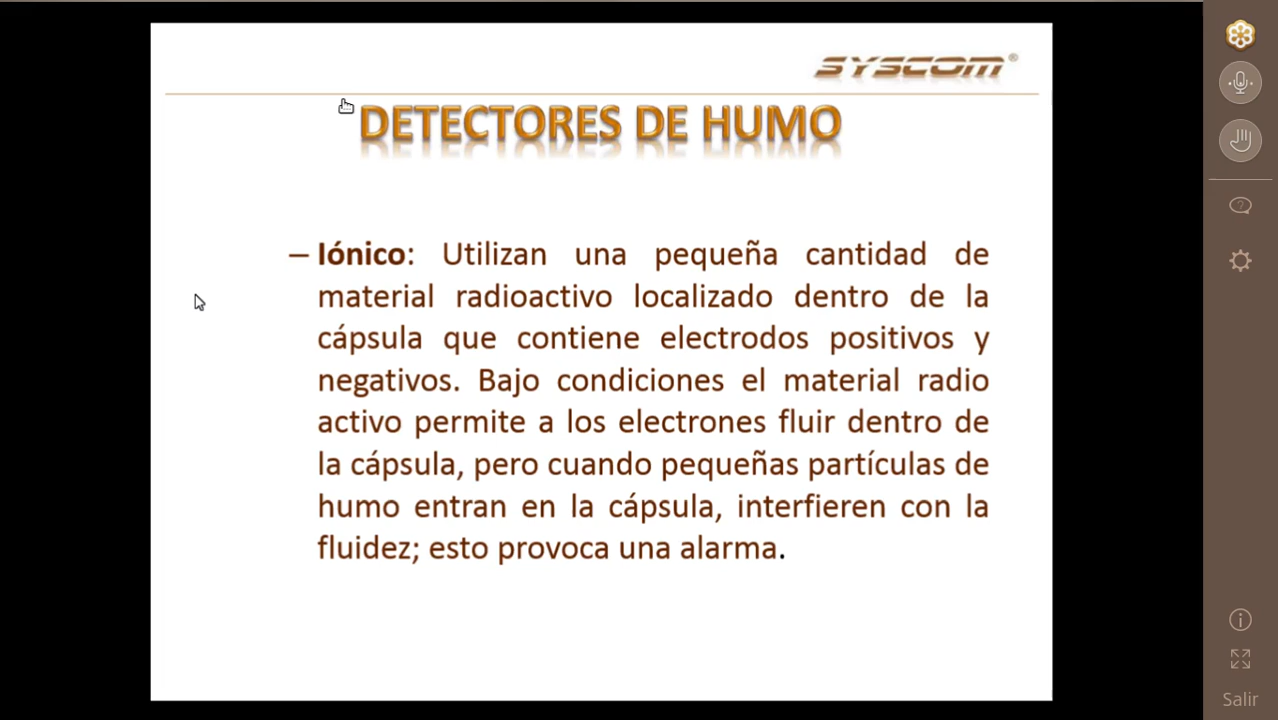 SYSCOM®
DETECTORES DE HUMO
– Iónico: Utilizan una pequeña cantidad de
material radioactivo localizado dentro de la
cápsula que contiene electrodos positivos y
negativos. Bajo condiciones el material radio
activo permite a los electrones fluir dentro de
la cápsula, pero cuando pequeñas partículas de
humo entran en la cápsula, interfieren con la
fluidez; esto provoca una alarma.
Salir